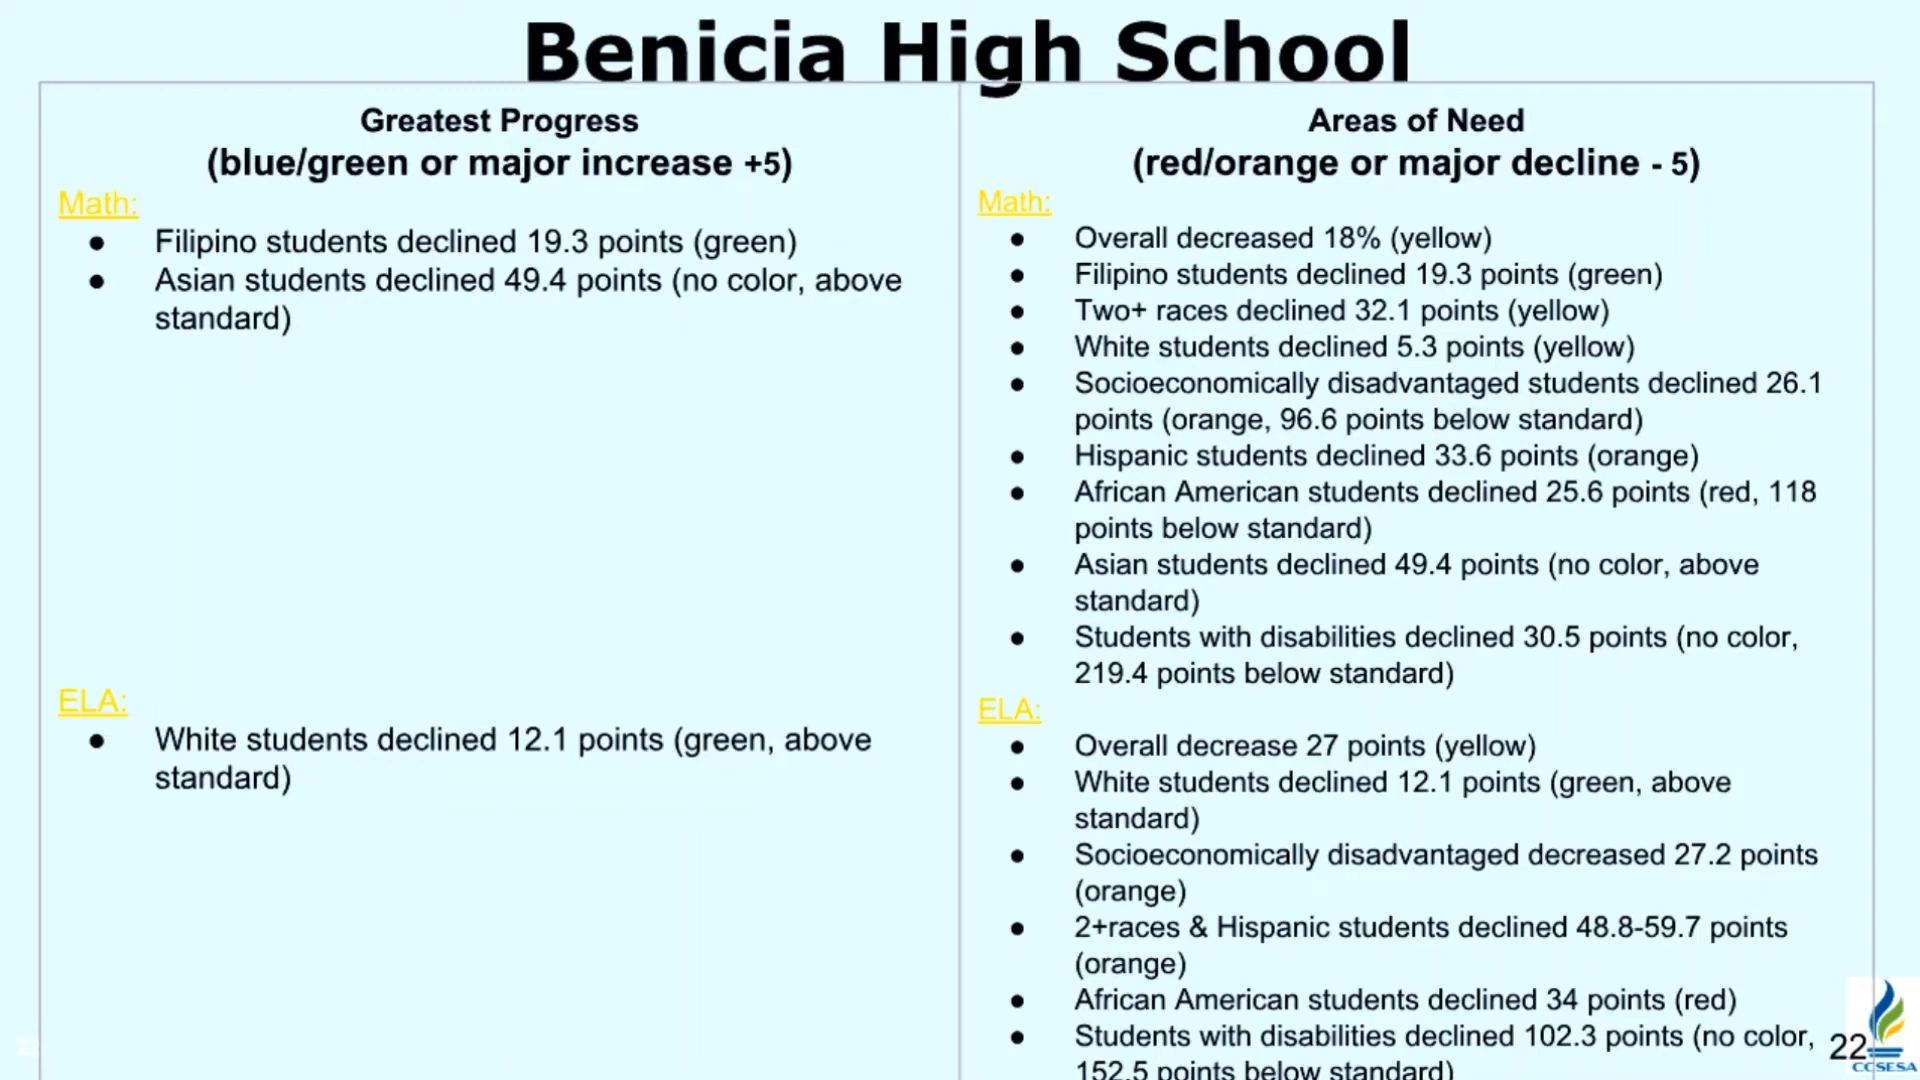 Benicia High School
Greatest Progress
(blue/green or major increase +5)
Math:
● Filipino students declined 19.3 points (green)
● Asian students declined 49.4 points (no color, above
standard)
ELA:
● White students declined 12.1 points (green, above
standard)
Areas of Need
(red/orange or major decline - 5)
Math:
● Overall decreased 18% (yellow)
● Filipino students declined 19.3 points (green)
● Two+ races declined 32.1 points (yellow)
● White students declined 5.3 points (yellow)
● Socioeconomically disadvantaged students declined 26.1
points (orange, 96.6 points below standard)
● Hispanic students declined 33.6 points (orange)
● African American students declined 25.6 points (red, 118
points below standard)
● Asian students declined 49.4 points (no color, above
standard)
● Students with disabilities declined 30.5 points (no color,
219.4 points below standard)
ELA:
● Overall decrease 27 points (yellow)
● White students declined 12.1 points (green, above
standard)
● Socioeconomically disadvantaged decreased 27.2 points
(orange)
● 2+races & Hispanic students declined 48.8-59.7 points
(orange)
● African American students declined 34 points (red)
● Students with disabilities declined 102.3 points (no color,
152.5 points below standard)
22
CCSESA